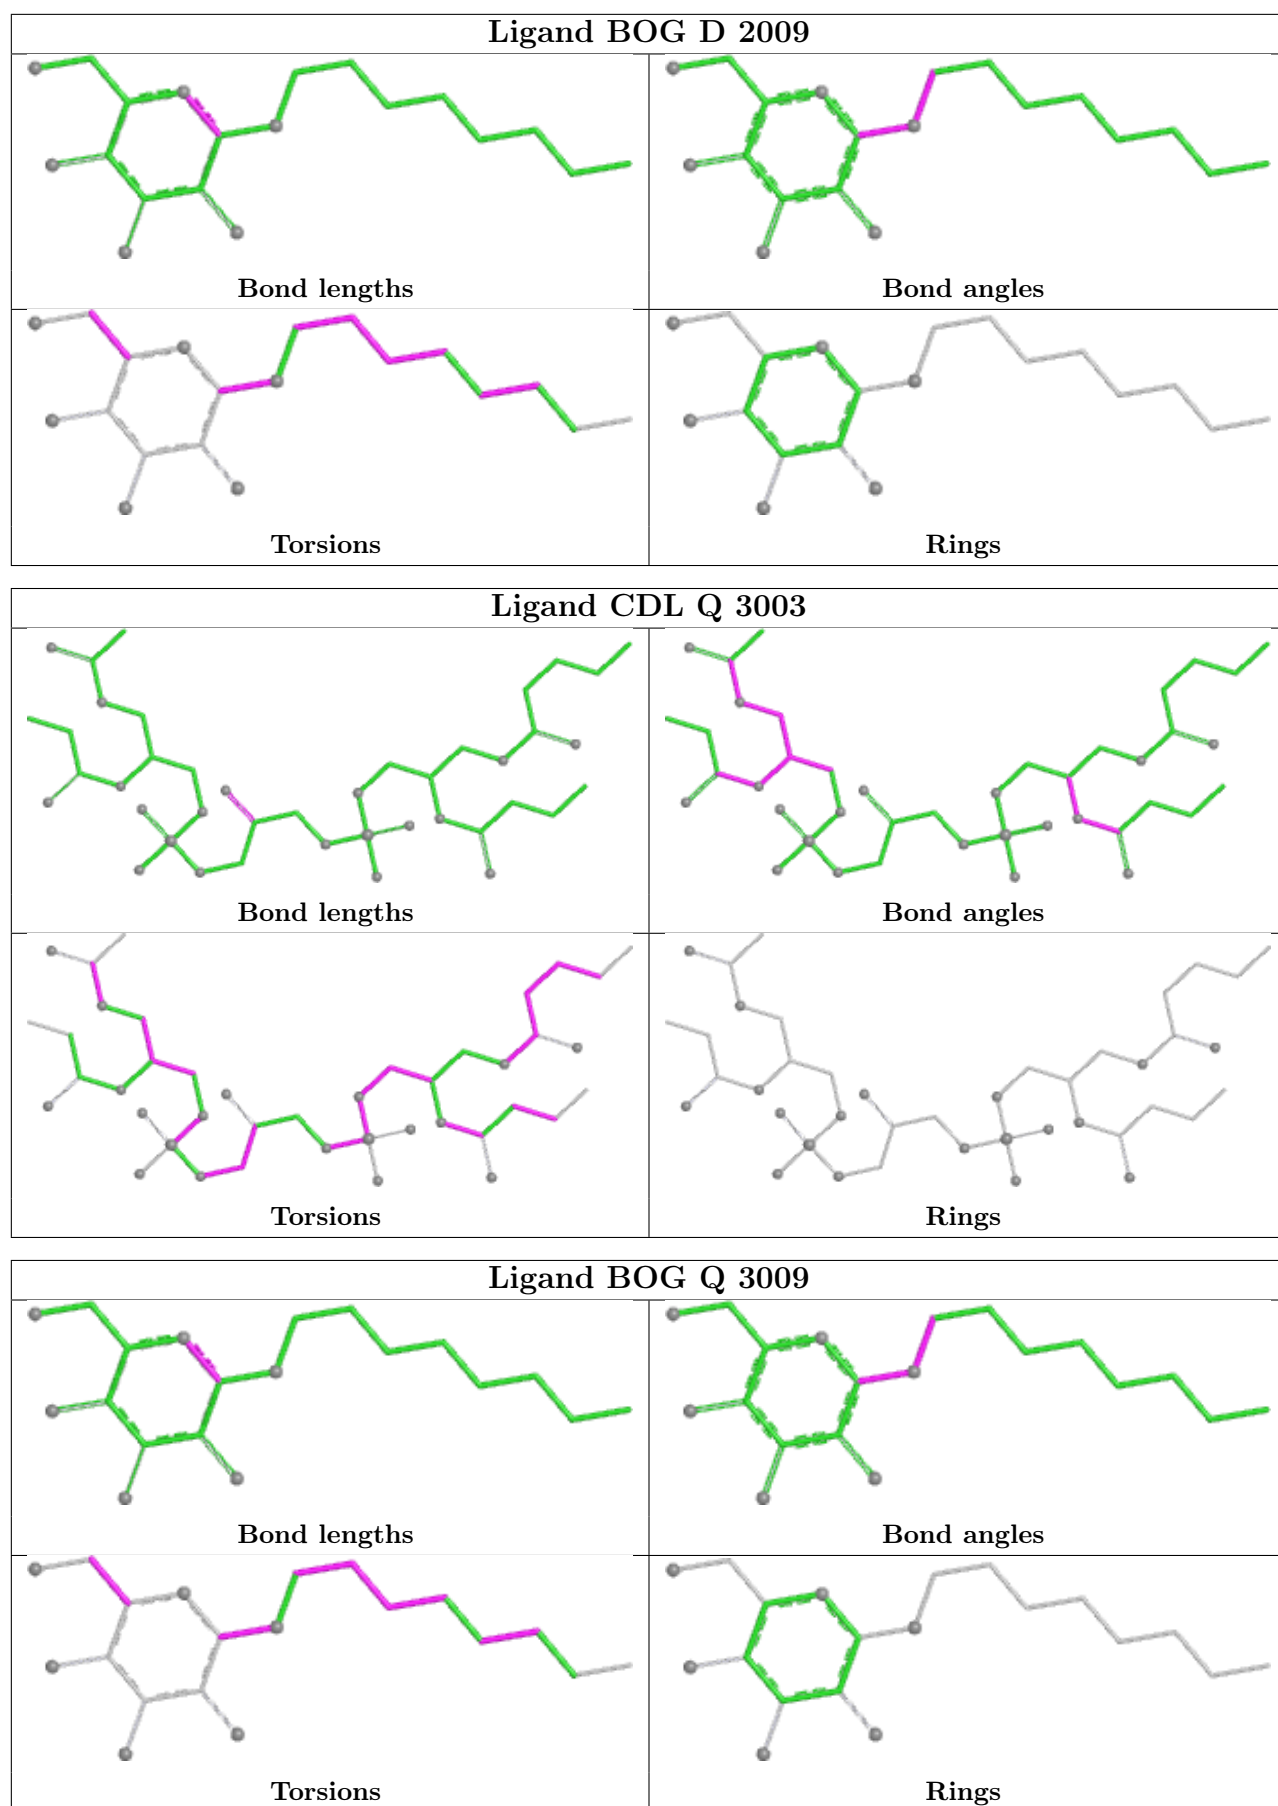 Ligand BOG D 2009
Bond lengths
Bond angles
Torsions
Rings
Ligand CDL Q 3003
Bond lengths
Bond angles
Torsions
Rings
Ligand BOG Q 3009
Bond lengths
Bond angles
Torsions
Rings